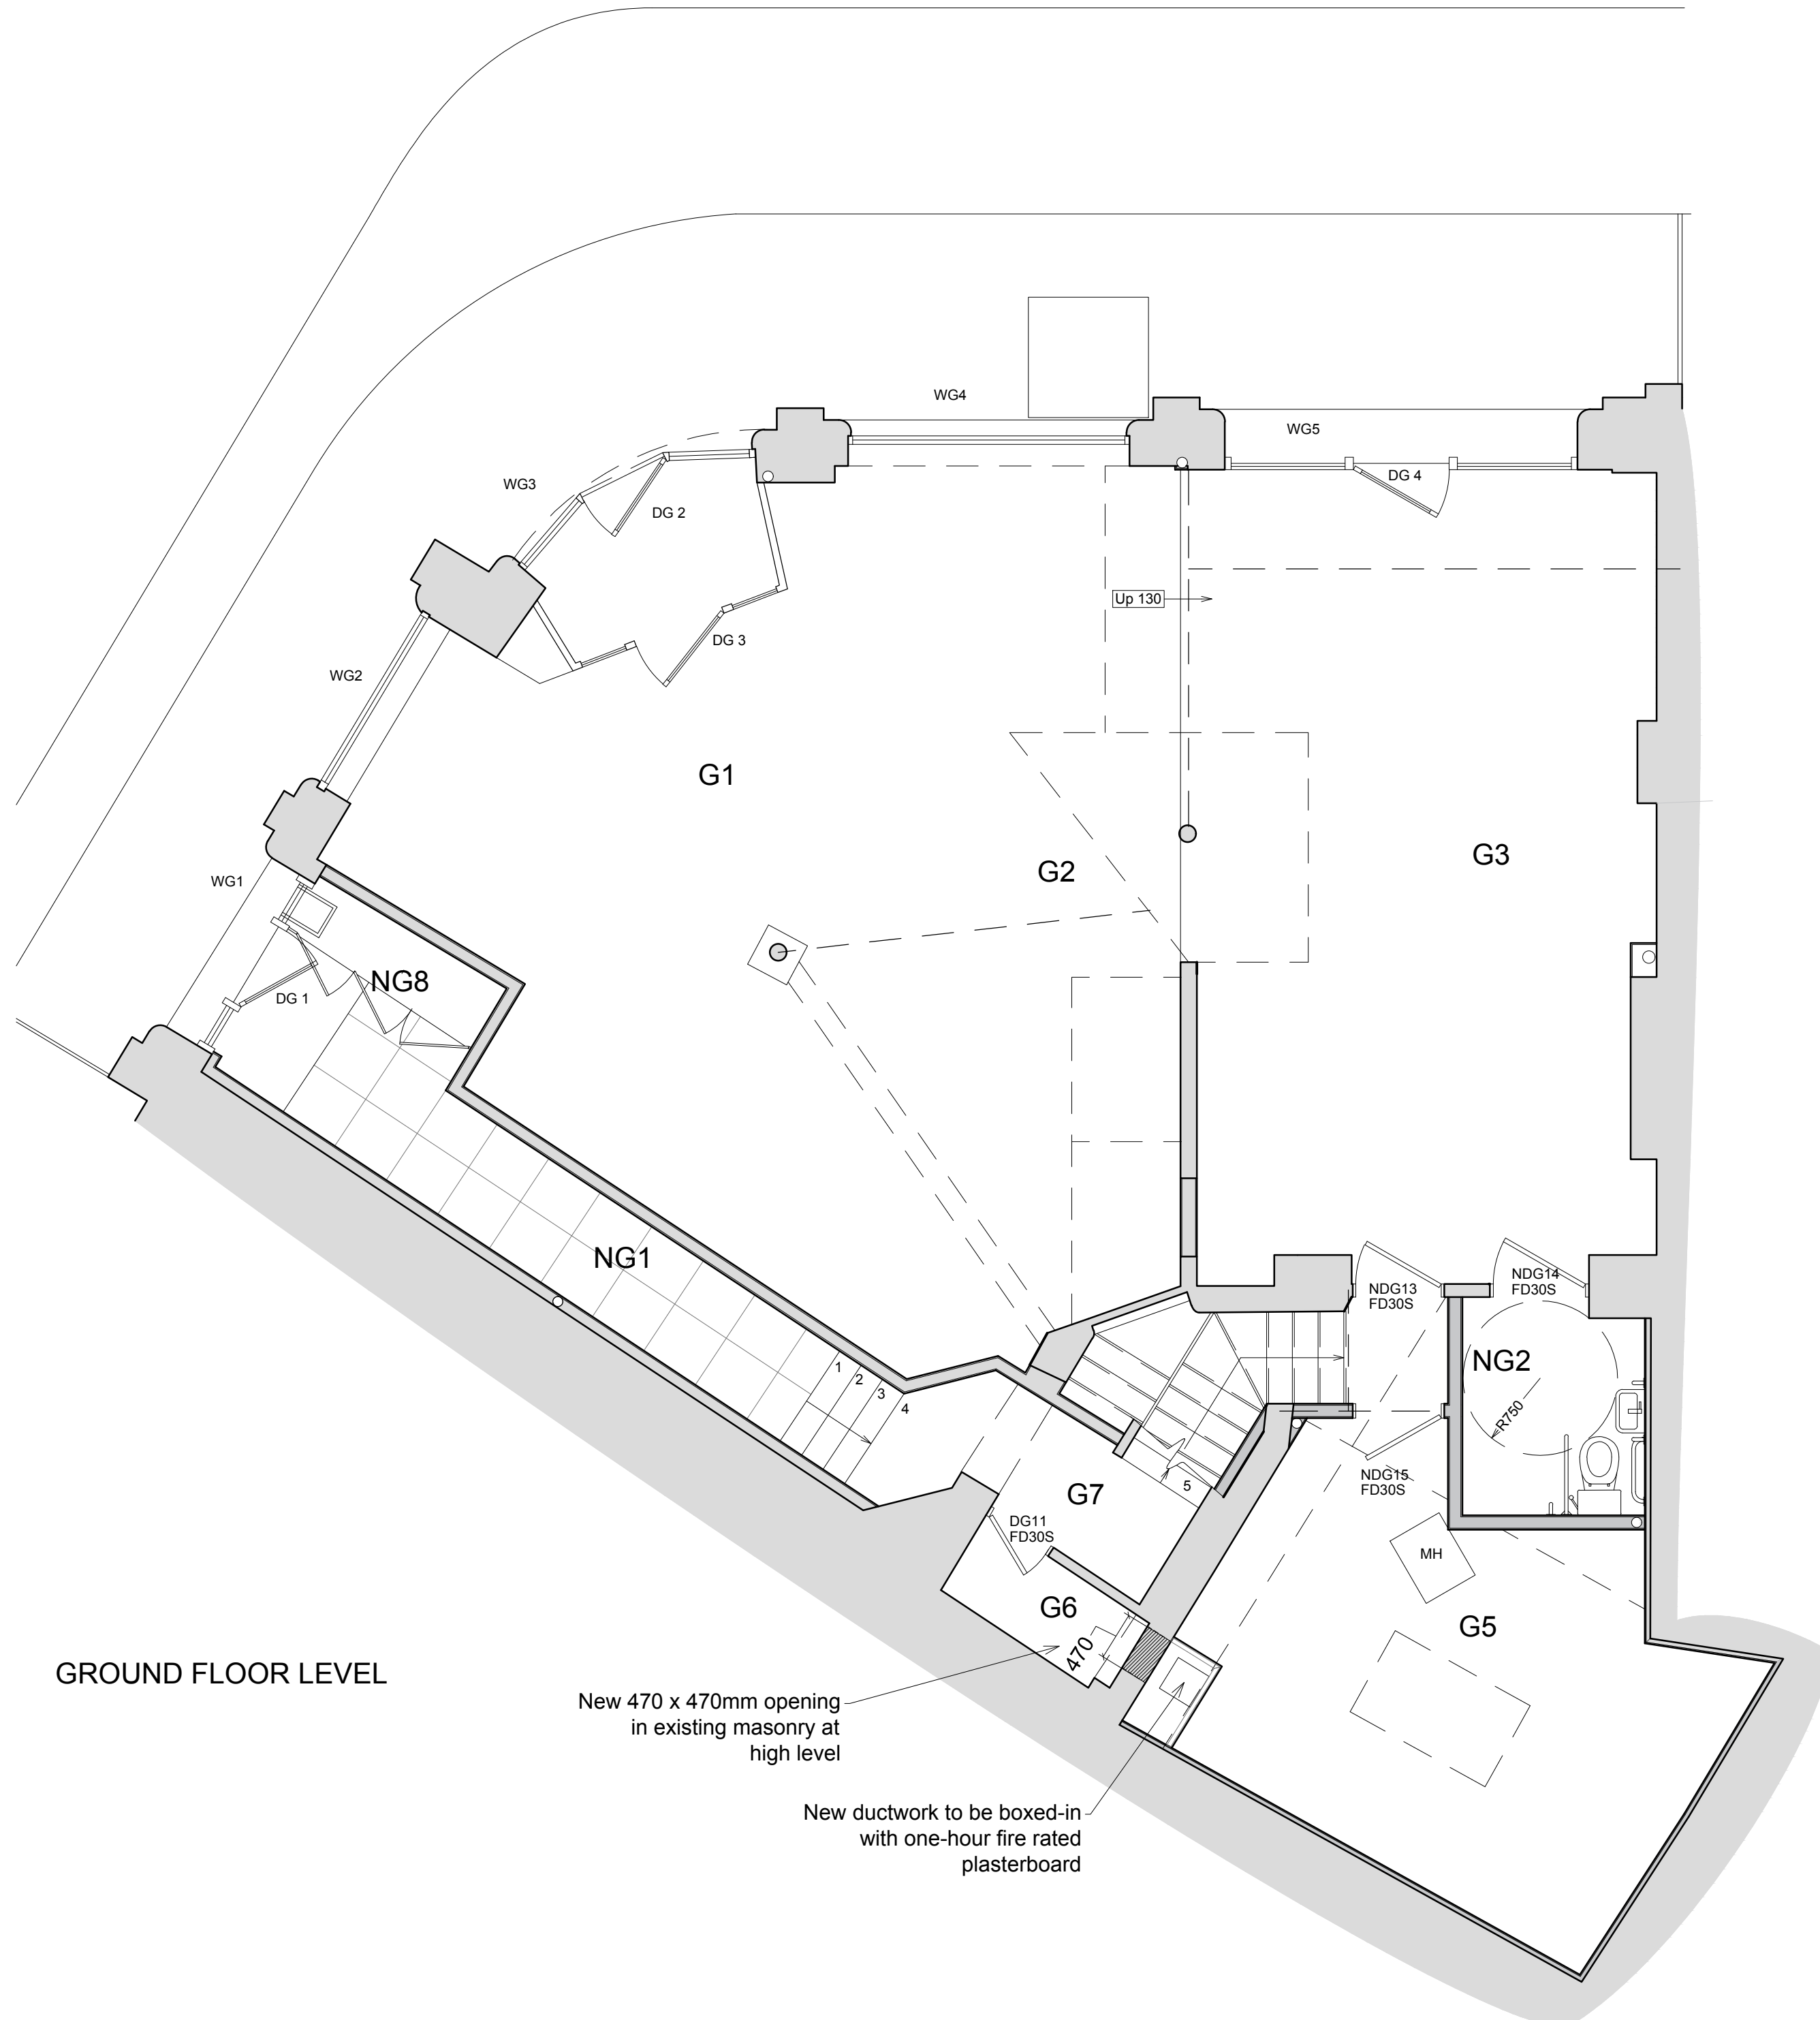 WG4
WG5
DG 4
WG3
DG 2
Up 130
DG 3
WG2
G1
G3
G2
WG1
NG8
DG 1
NG1
NDG13
FD30S
NDG14
FD30S
NG2
1
2
3
4
R750
NDG15
FD30S
5
G7
DG11
FD30S
MH
G6
G5
470
GROUND FLOOR LEVEL
New 470 x 470mm opening
in existing masonry at
high level
New ductwork to be boxed-in
with one-hour fire rated
plasterboard